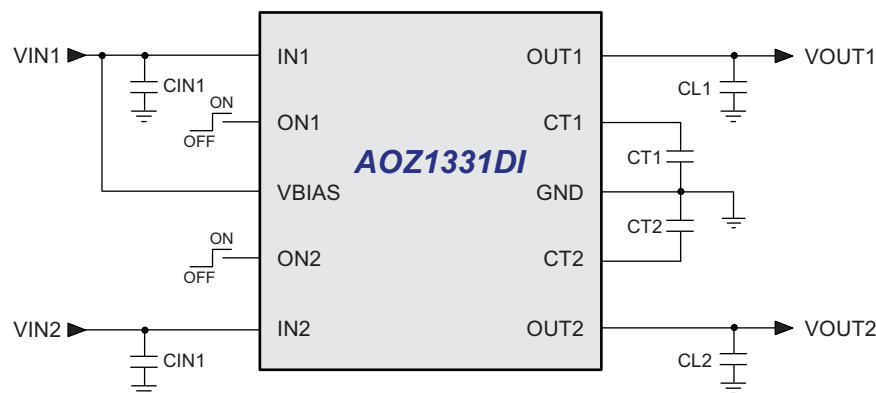 VIN1
IN1
OUT1
VOUT1
CIN1
CL1
ON
OFF
ON1
CT1
CT1
AOZ1331DI
VBIAS
GND
CT2
ON
OFF
ON2
CT2
VIN2
IN2
OUT2
VOUT2
CIN1
CL2